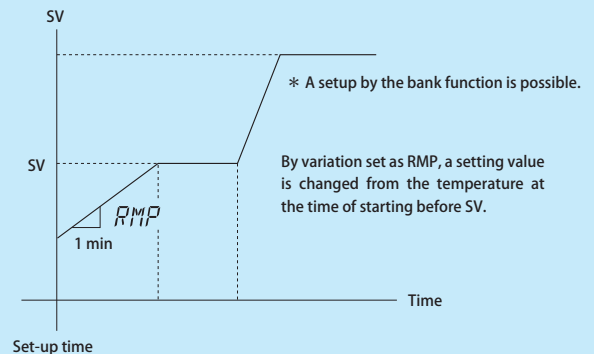 SV
* A setup by the bank function is possible.
SV
By variation set as RMP, a setting value
is changed from the temperature at
the time of starting before SV.
RMP
1 min
Time
Set-up time